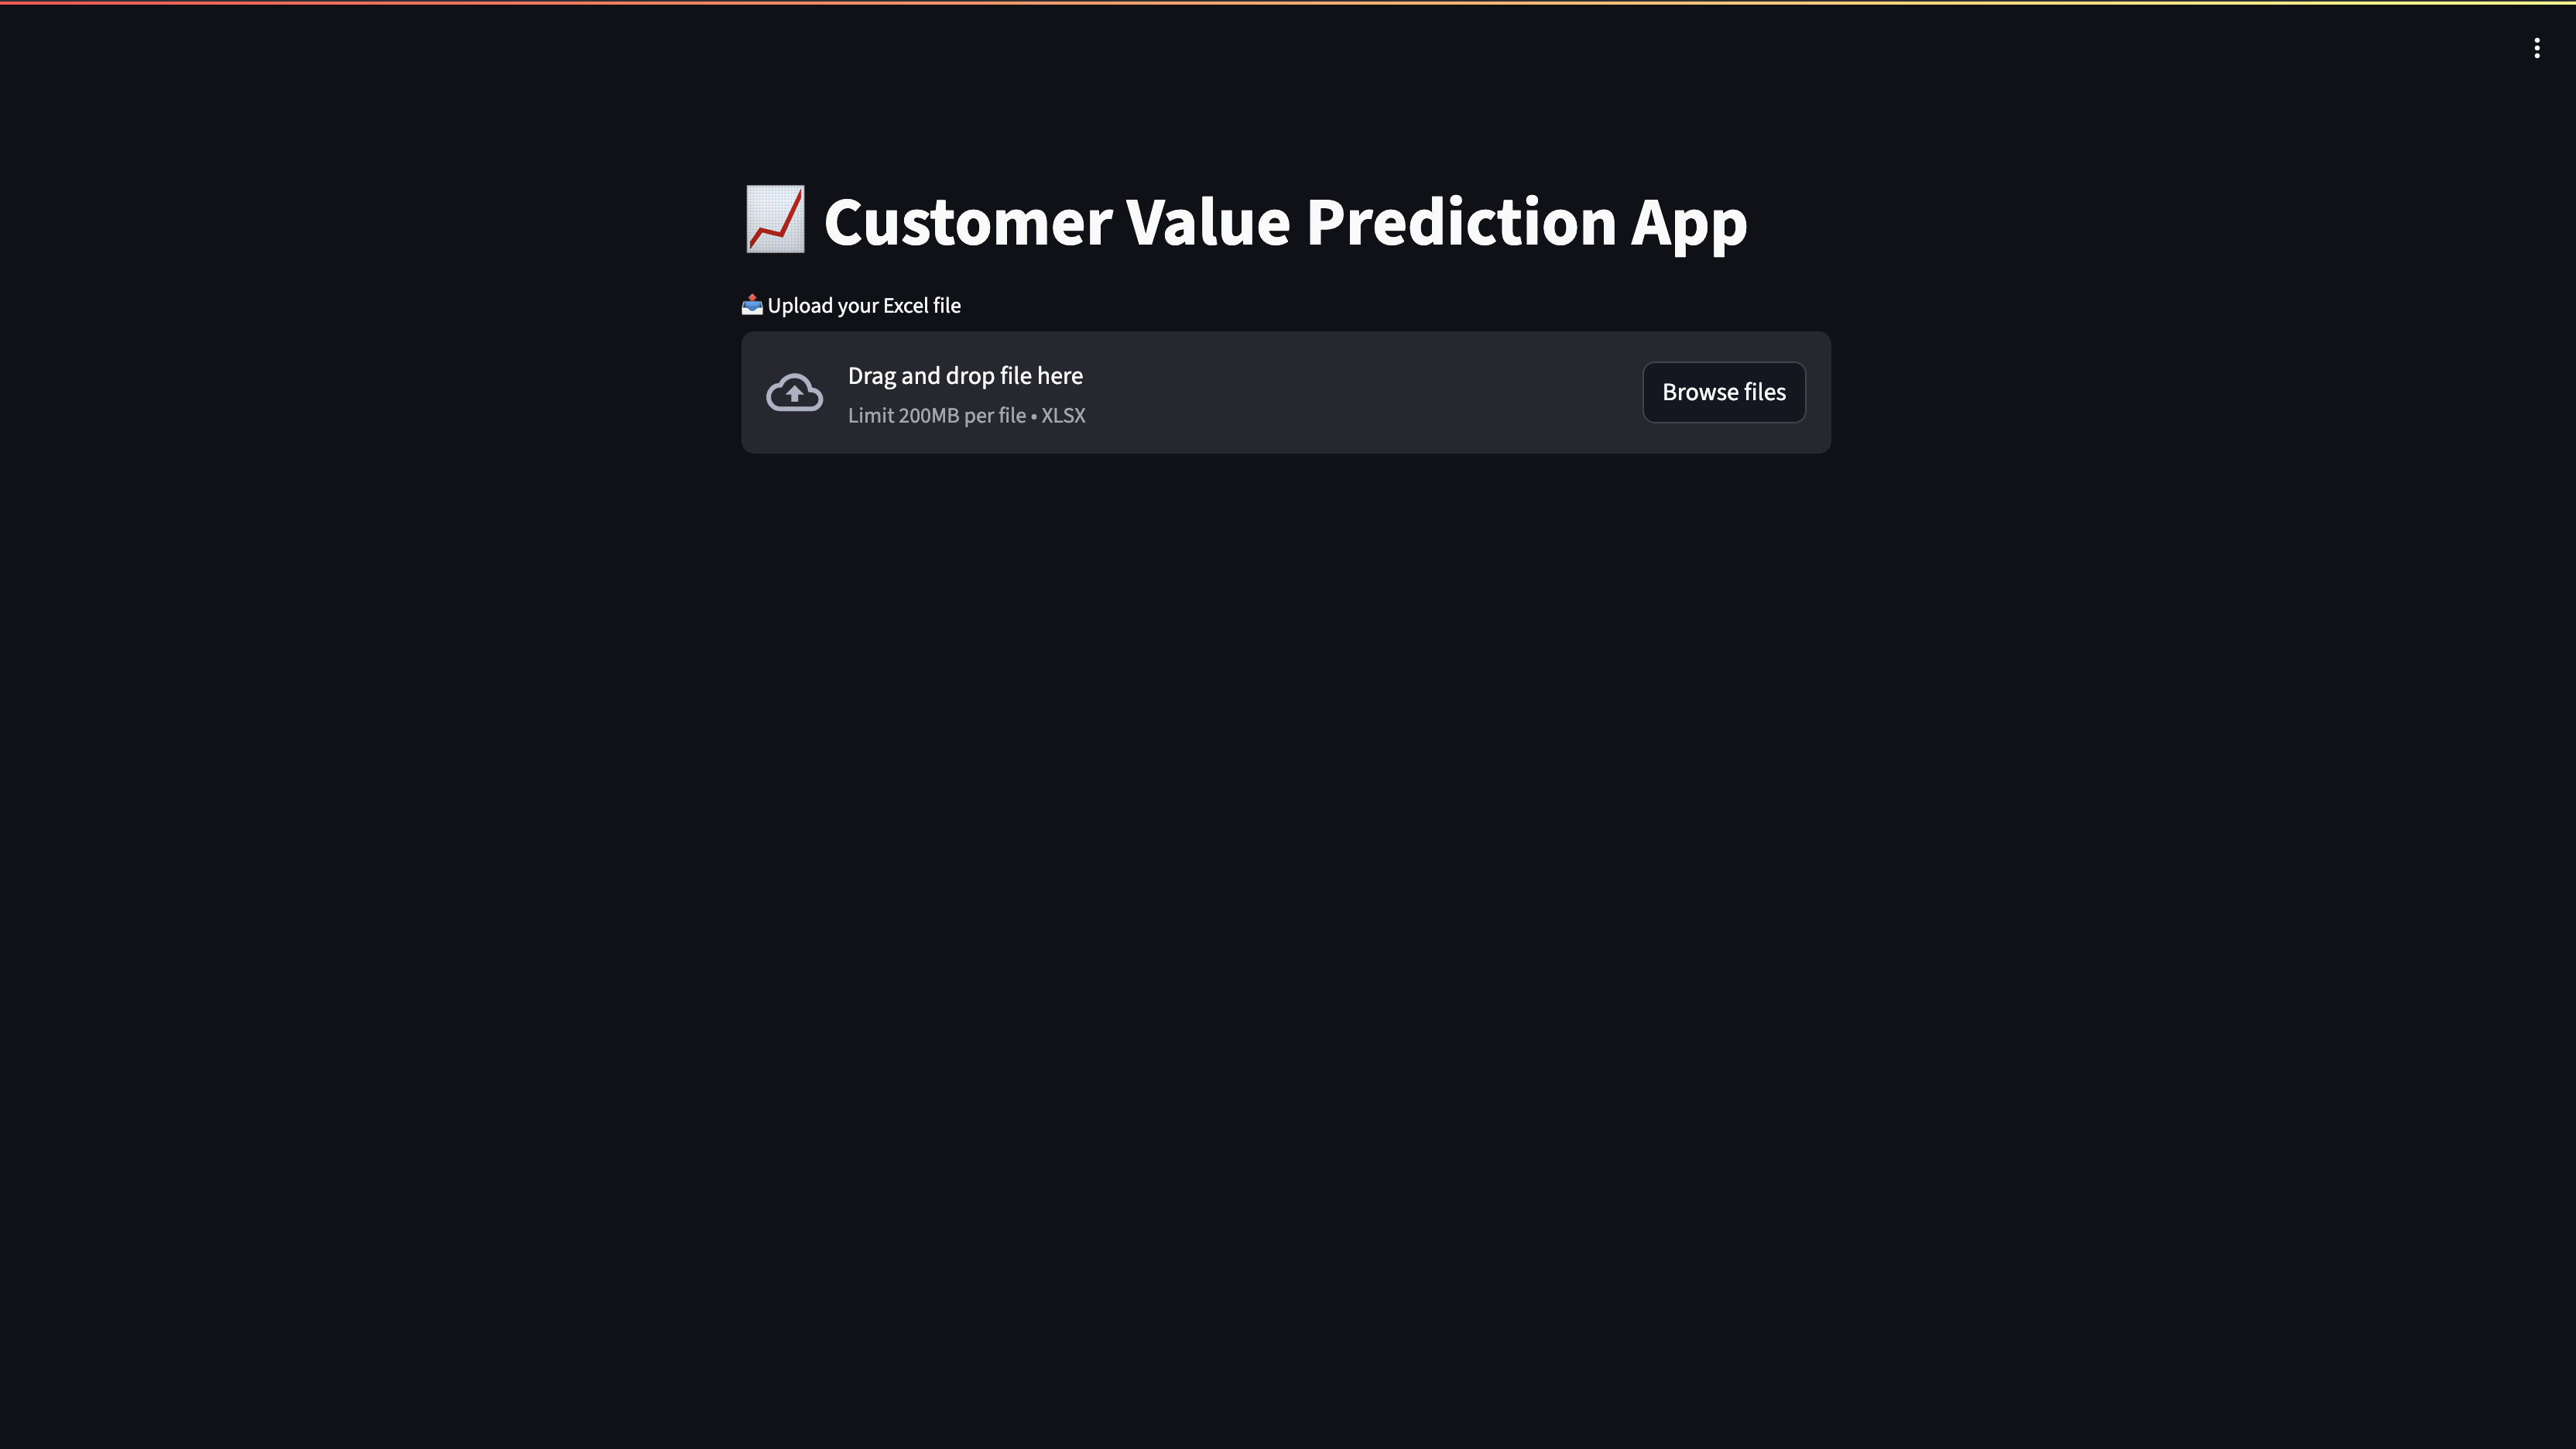 📈 Customer Value Prediction App
📤 Upload your Excel file
Drag and drop file here
Limit 200MB per file • XLSX
Browse files